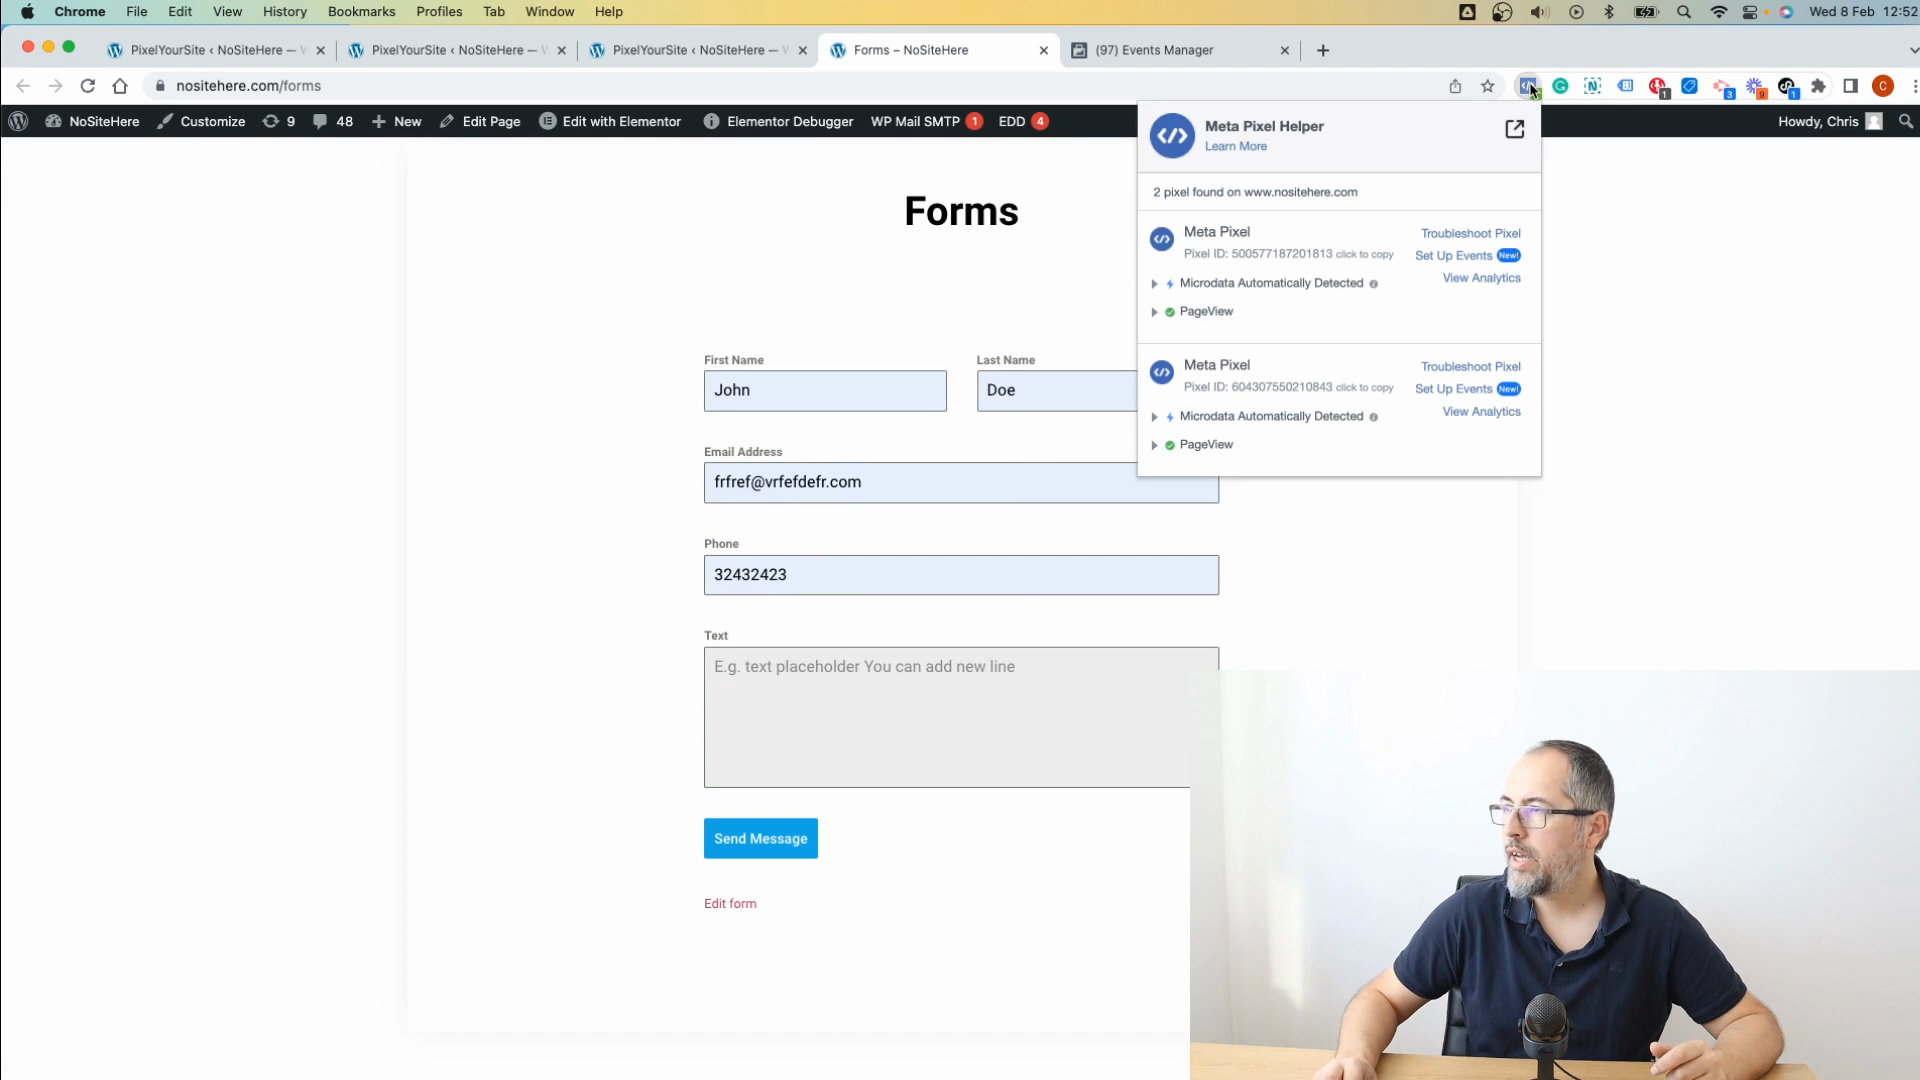 Chrome File Edit View History Bookmarks Profiles Tab Window Help Wed 8 Feb 12:52
PixelYourSite ‹ NoSiteHere — PixelYourSite ‹ NoSiteHere — PixelYourSite ‹ NoSiteHere — Forms – NoSiteHere (97) Events Manager
nositehere.com/forms
NoSiteHere Customize 9 48 New Edit Page Edit with Elementor Elementor Debugger WP Mail SMTP 1 EDD 4 Howdy, Chris
Meta Pixel Helper
Learn More
2 pixel found on www.nositehere.com
Meta Pixel Troubleshoot Pixel
Pixel ID: 500577187201813 click to copy Set Up Events New!
View Analytics
Microdata Automatically Detected
PageView
Meta Pixel Troubleshoot Pixel
Pixel ID: 604307550210843 click to copy Set Up Events New!
View Analytics
Microdata Automatically Detected
PageView
Forms
First Name Last Name
John Doe
Email Address
frfref@vrfefdefr.com
Phone
32432423
Text
E.g. text placeholder You can add new line
Send Message
Edit form